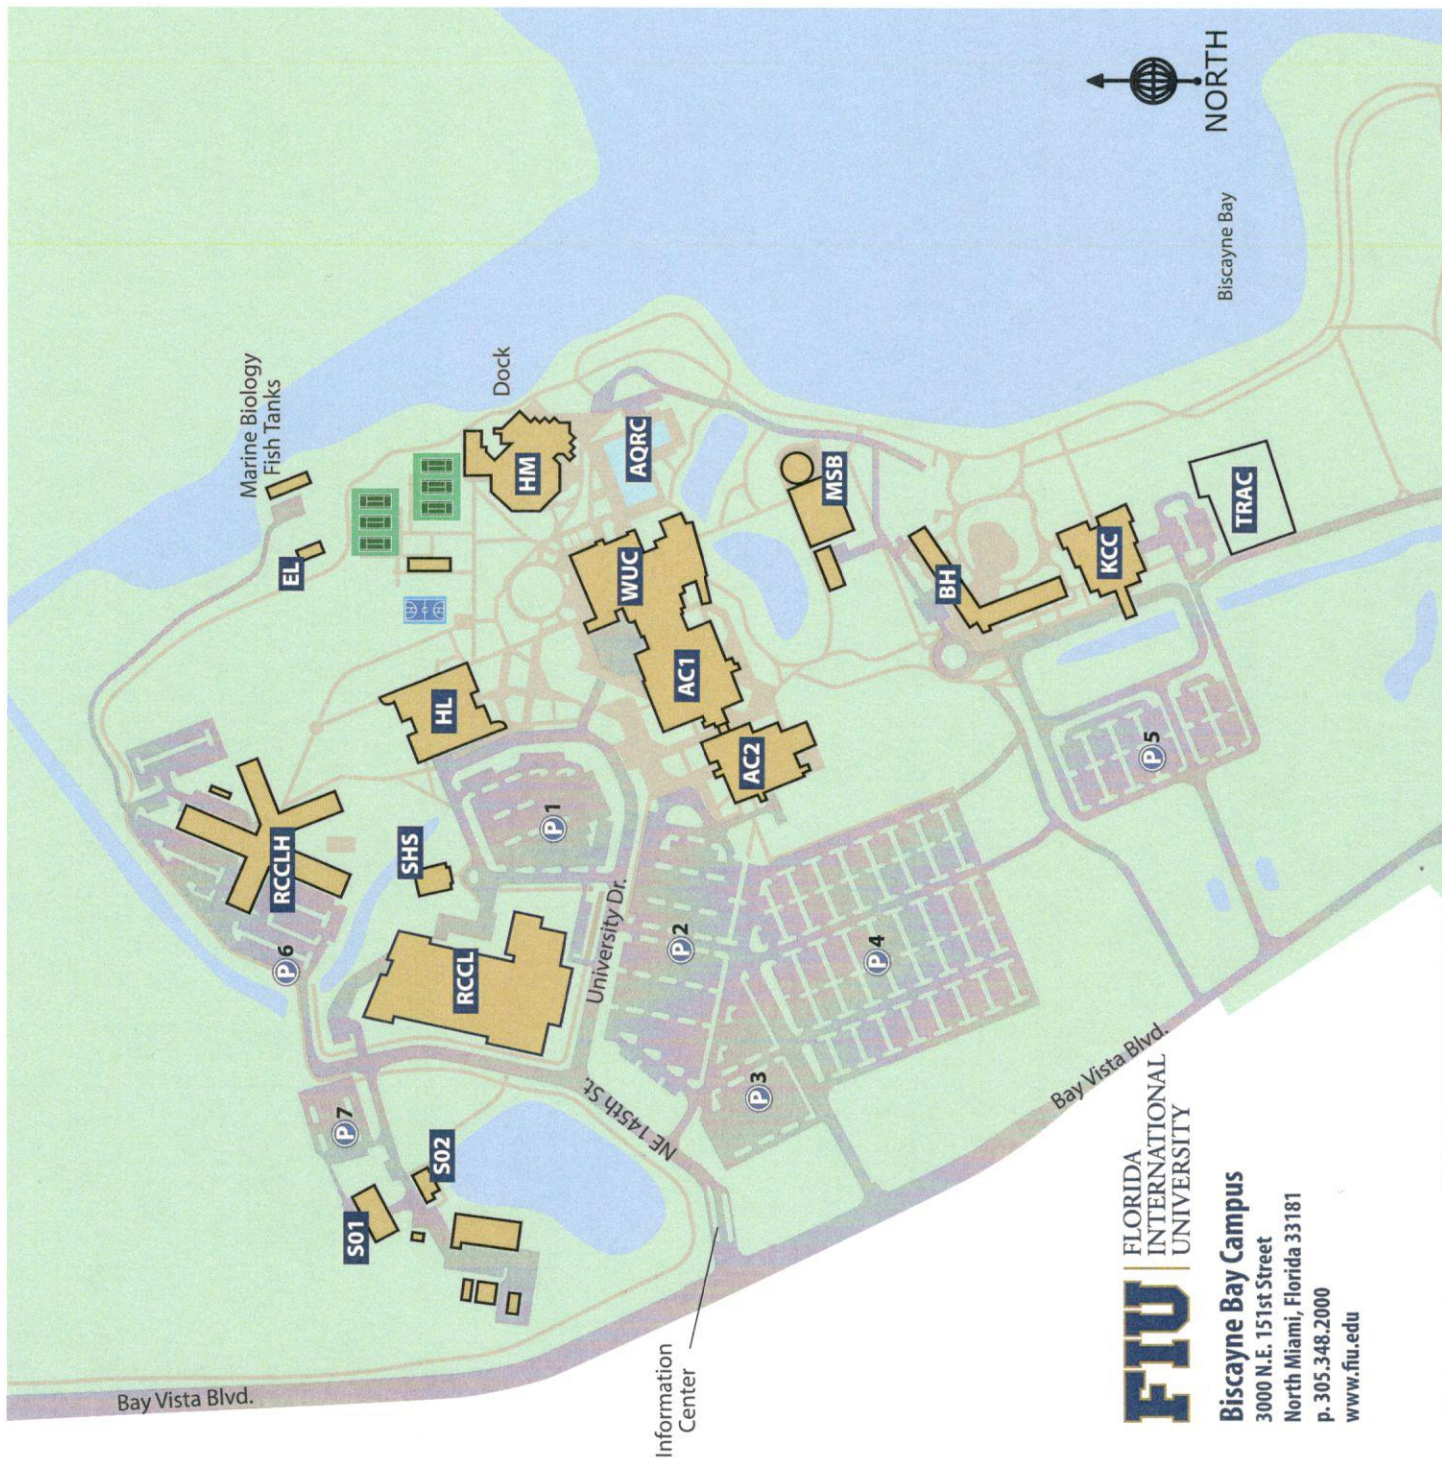 Marine Biology
Fish Tanks
Dock
EL
HM
AQRC
WUC
MSB
HL
AC1
AC2
BH
KCC
TRAC
RCCLH
SHS
RCCL
P1
P2
P3
P4
P5
P6
P7
S01
S02
University Dr.
NE 145th St.
Bay Vista Blvd.
Bay Vista Blvd.
Information
Center
Biscayne Bay
NORTH
FIU
FLORIDA
INTERNATIONAL
UNIVERSITY
Biscayne Bay Campus
3000 N.E. 151st Street
North Miami, Florida 33181
p. 305.348.2000
www.fiu.edu